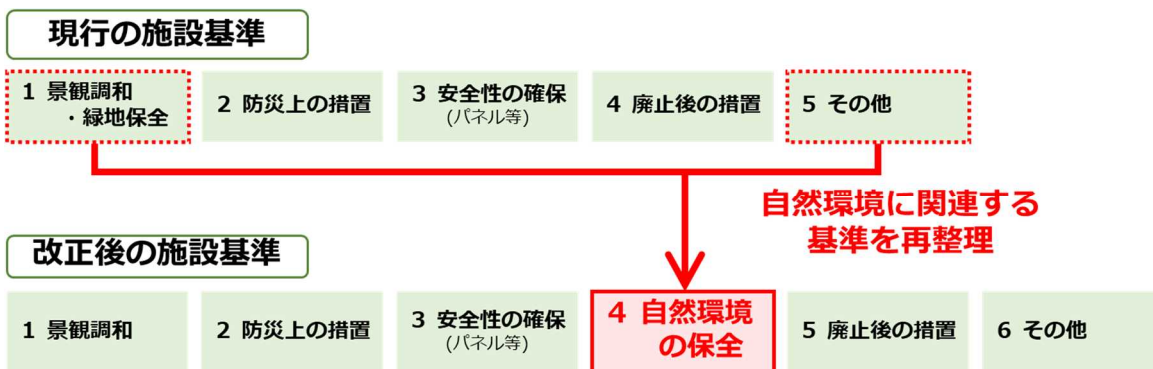 現行の施設基準
1 景観調和
・緑地保全
2 防災上の措置
3 安全性の確保
(パネル等)
4 廃止後の措置
5 その他
自然環境に関連する
基準を再整理
改正後の施設基準
1 景観調和
2 防災上の措置
3 安全性の確保
(パネル等)
4 自然環境
の保全
5 廃止後の措置
6 その他